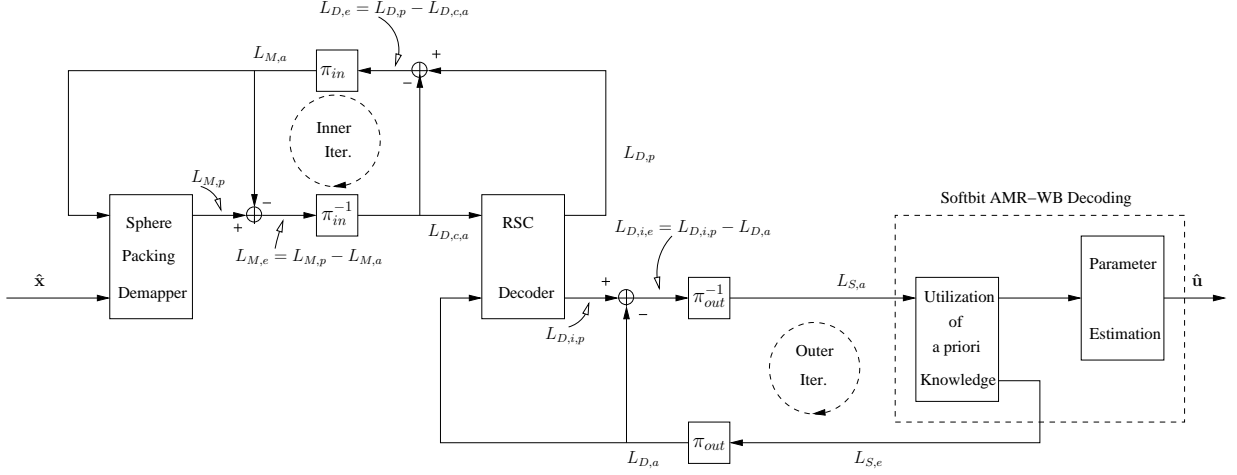 L_{D,e} = L_{D,p} − L_{D,c,a}
L_{M,a}
π_{in}
+
−
Inner
Iter.
L_{D,p}
L_{M,p}
−
+
π_{in}^{-1}
L_{M,e} = L_{M,p} − L_{M,a}
L_{D,c,a}
Sphere
Packing
Demapper
x̂
RSC
Decoder
L_{D,i,e} = L_{D,i,p} − L_{D,a}
+
−
L_{D,i,p}
π_{out}^{-1}
L_{S,a}
Outer
Iter.
Softbit AMR−WB Decoding
Utilization
of
a priori
Knowledge
Parameter
Estimation
û
π_{out}
L_{D,a}
L_{S,e}